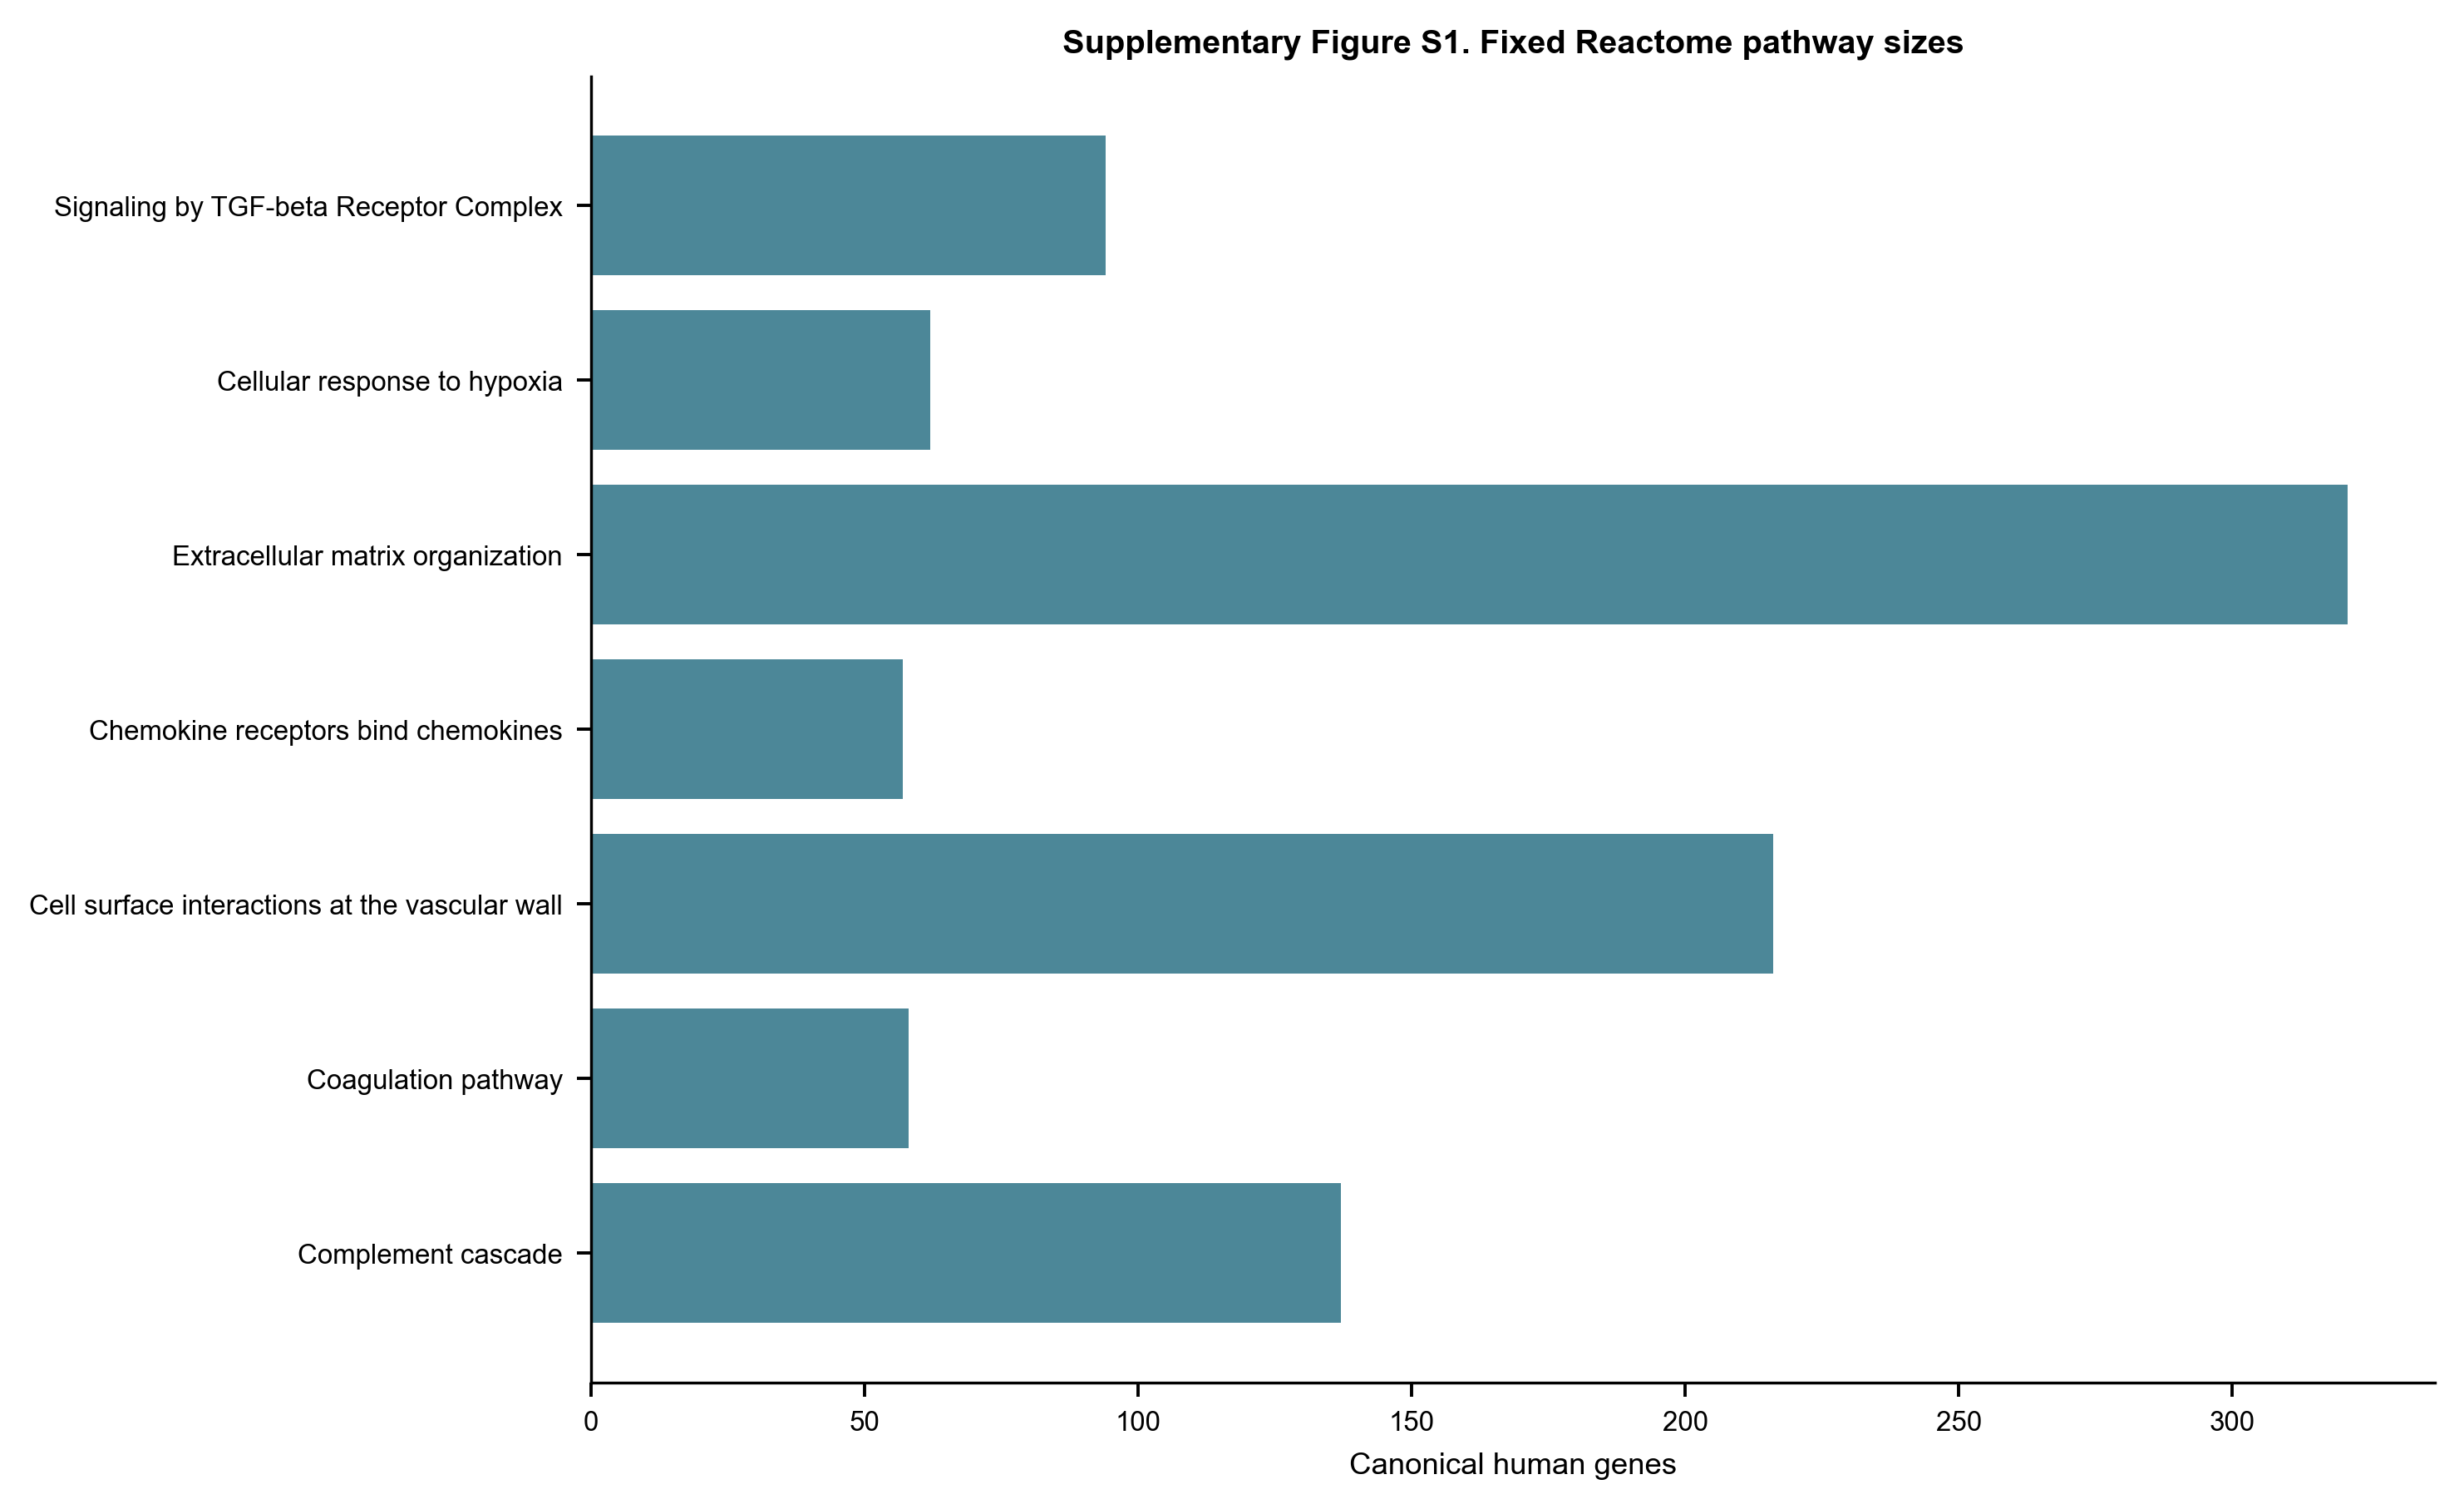 Supplementary Figure S1. Fixed Reactome pathway sizes
Signaling by TGF-beta Receptor Complex
Cellular response to hypoxia
Extracellular matrix organization
Chemokine receptors bind chemokines
Cell surface interactions at the vascular wall
Coagulation pathway
Complement cascade
0 50 100 150 200 250 300
Canonical human genes